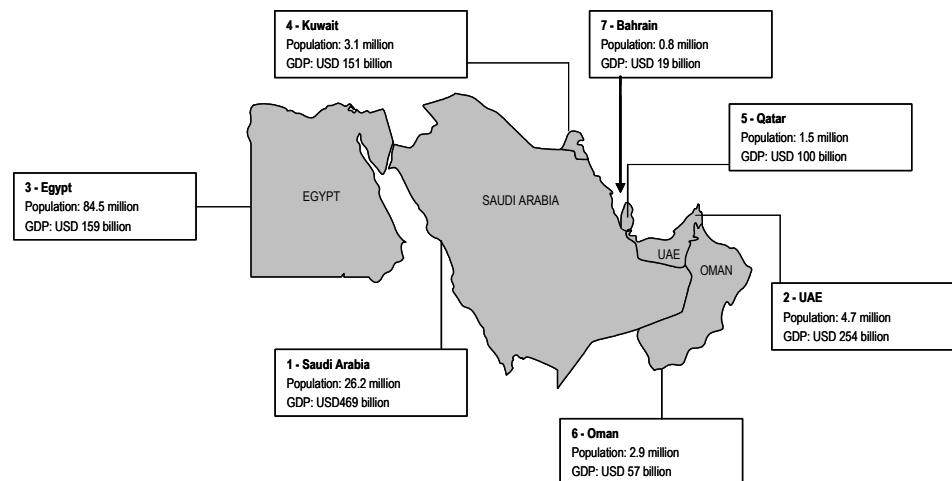 4 - Kuwait
Population: 3.1 million
GDP: USD 151 billion
7 - Bahrain
Population: 0.8 million
GDP: USD 19 billion
5 - Qatar
Population: 1.5 million
GDP: USD 100 billion
3 - Egypt
Population: 84.5 million
GDP: USD 159 billion
EGYPT
SAUDI ARABIA
UAE
OMAN
2 - UAE
Population: 4.7 million
GDP: USD 254 billion
1 - Saudi Arabia
Population: 26.2 million
GDP: USD469 billion
6 - Oman
Population: 2.9 million
GDP: USD 57 billion